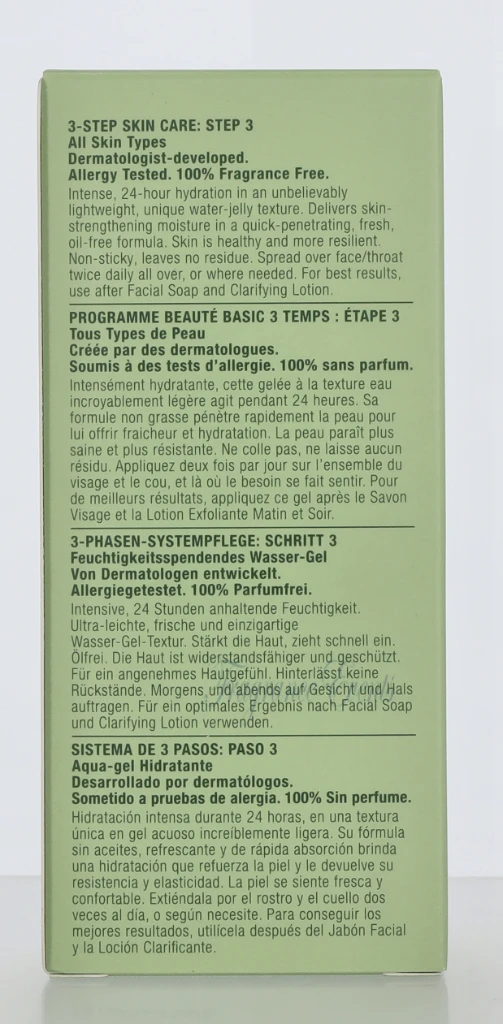 3-STEP SKIN CARE: STEP 3
All Skin Types
Dermatologist-developed.
Allergy Tested. 100% Fragrance Free.
Intense, 24-hour hydration in an unbelievably
lightweight, unique water-jelly texture. Delivers skin-
strengthening moisture in a quick-penetrating, fresh,
oil-free formula. Skin is healthy and more resilient.
Non-sticky, leaves no residue. Spread over face/throat
twice daily all over, or where needed. For best results,
use after Facial Soap and Clarifying Lotion.
PROGRAMME BEAUTÉ BASIC 3 TEMPS : ÉTAPE 3
Tous Types de Peau
Créée par des dermatologues.
Soumis à des tests d'allergie. 100% sans parfum.
Intensément hydratante, cette gelée à la texture eau
incroyablement légère agit pendant 24 heures. Sa
formule non grasse pénètre rapidement la peau pour
lui offrir fraicheur et hydratation. La peau paraît plus
saine et plus résistante. Ne colle pas, ne laisse aucun
résidu. Appliquez deux fois par jour sur l'ensemble du
visage et le cou, et là où le besoin se fait sentir. Pour
de meilleurs résultats, appliquez ce gel après le Savon
Visage et la Lotion Exfoliante Matin et Soir.
3-PHASEN-SYSTEMPFLEGE: SCHRITT 3
Feuchtigkeitsspendendes Wasser-Gel
Von Dermatologen entwickelt.
Allergiegetestet. 100% Parfumfrei.
Intensive, 24 Stunden anhaltende Feuchtigkeit.
Ultra-leichte, frische und einzigartige
Wasser-Gel-Textur. Stärkt die Haut, zieht schnell ein.
Ölfrei. Die Haut ist widerstandsfähiger und geschützt.
Für ein angenehmes Hautgefühl. Hinterlässt keine
Rückstände. Morgens und abends auf Gesicht und Hals
auftragen. Für ein optimales Ergebnis nach Facial Soap
und Clarifying Lotion verwenden.
SISTEMA DE 3 PASOS: PASO 3
Aqua-gel Hidratante
Desarrollado por dermatólogos.
Sometido a pruebas de alergia. 100% Sin perfume.
Hidratación intensa durante 24 horas, en una textura
única en gel acuoso increíblemente ligera. Su fórmula
sin aceites, refrescante y de rápida absorción brinda
una hidratación que refuerza la piel y le devuelve su
resistencia y elasticidad. La piel se siente fresca y
confortable. Extiéndala por el rostro y el cuello dos
veces al día, o según necesite. Para conseguir los
mejores resultados, utilícela después del Jabón Facial
y la Loción Clarificante.